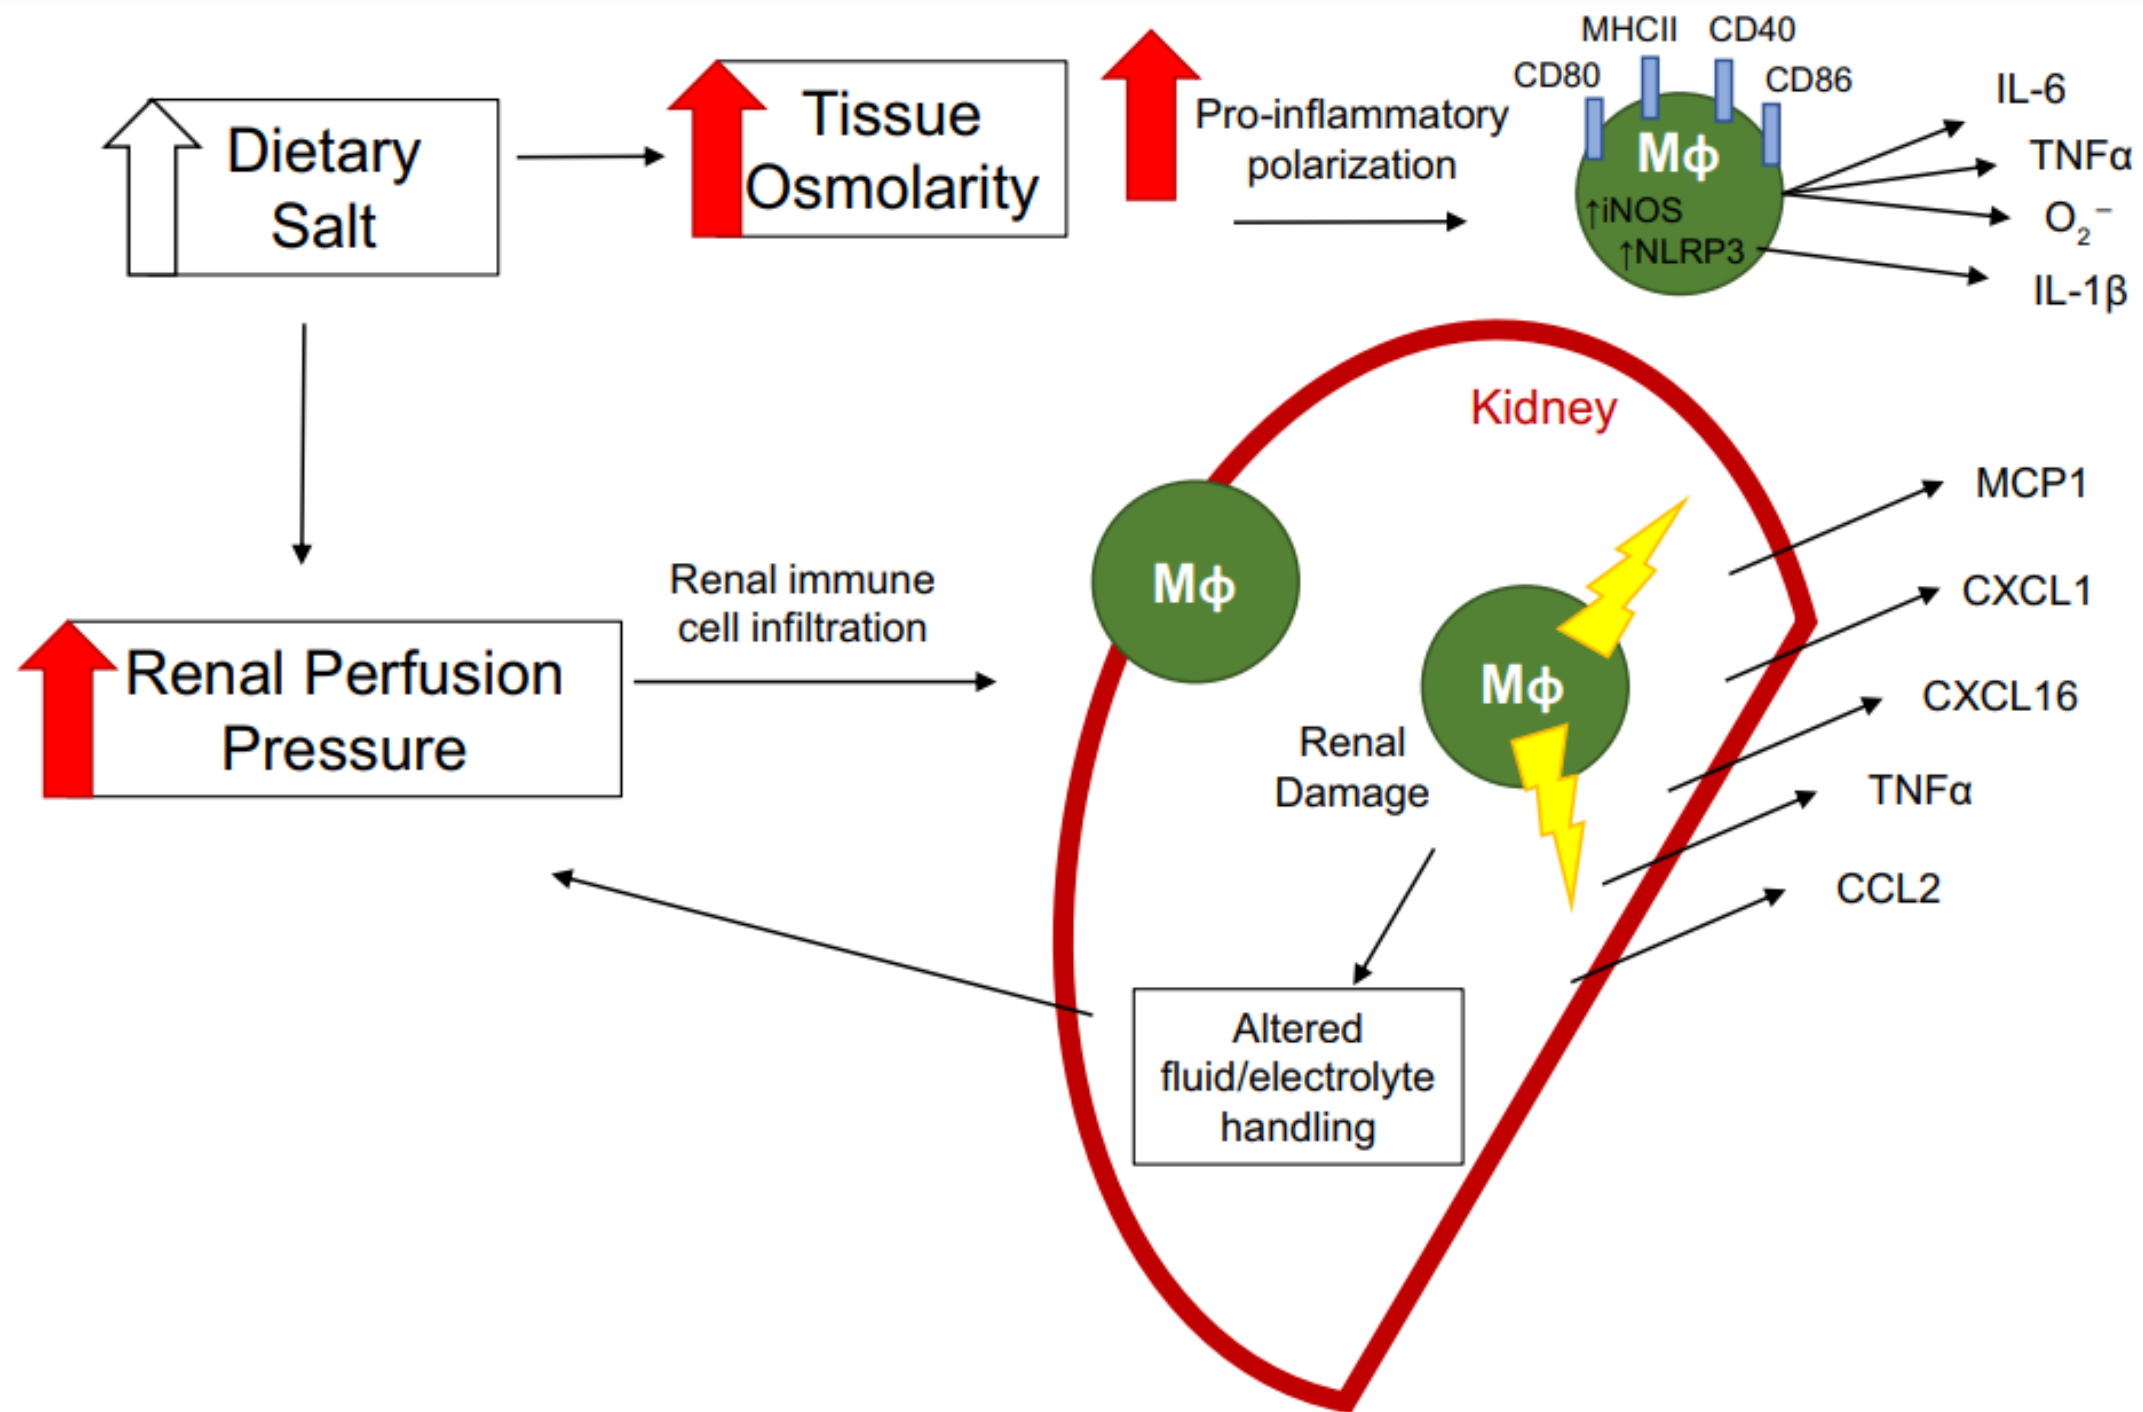 Dietary
Salt
Tissue
Osmolarity
Pro-inflammatory
polarization
MHCII
CD40
CD80
CD86
Mϕ
↑iNOS
↑NLRP3
IL-6
TNFα
O₂⁻
IL-1β
Kidney
Renal Perfusion
Pressure
Renal immune
cell infiltration
Mϕ
Mϕ
Renal
Damage
Altered
fluid/electrolyte
handling
MCP1
CXCL1
CXCL16
TNFα
CCL2